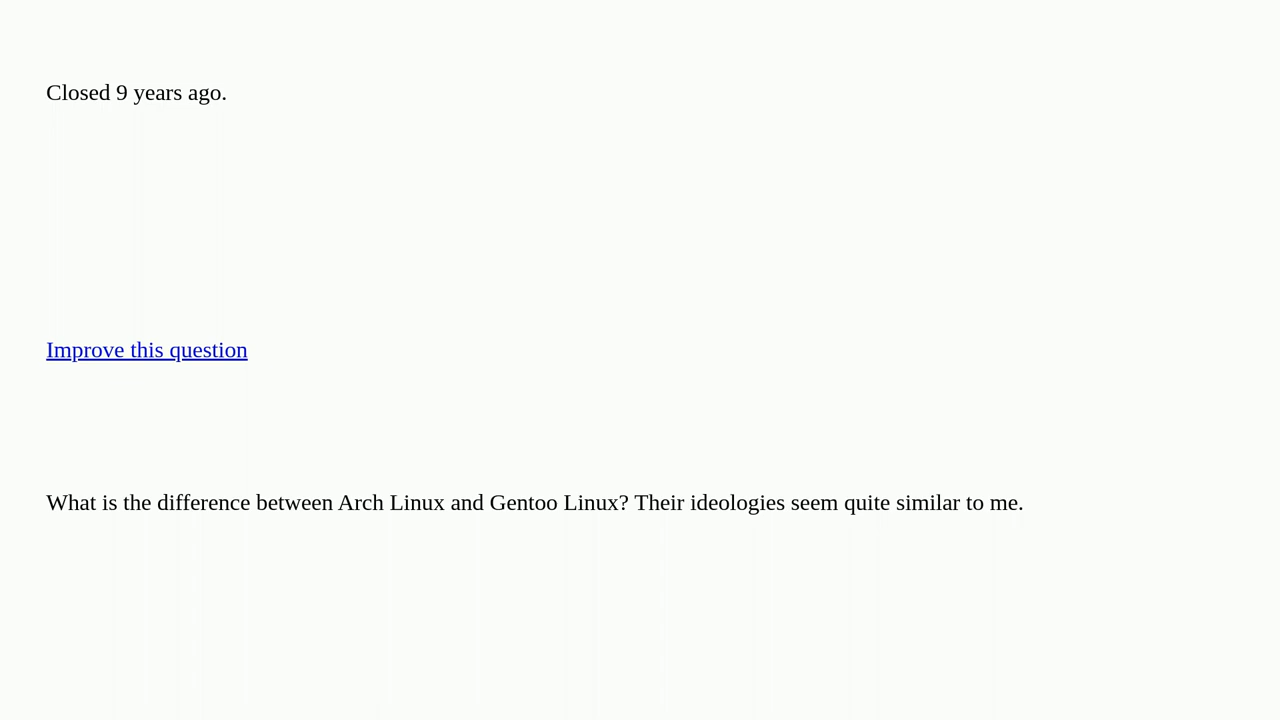 Closed 9 years ago.
Improve this question
What is the difference between Arch Linux and Gentoo Linux? Their ideologies seem quite similar to me.